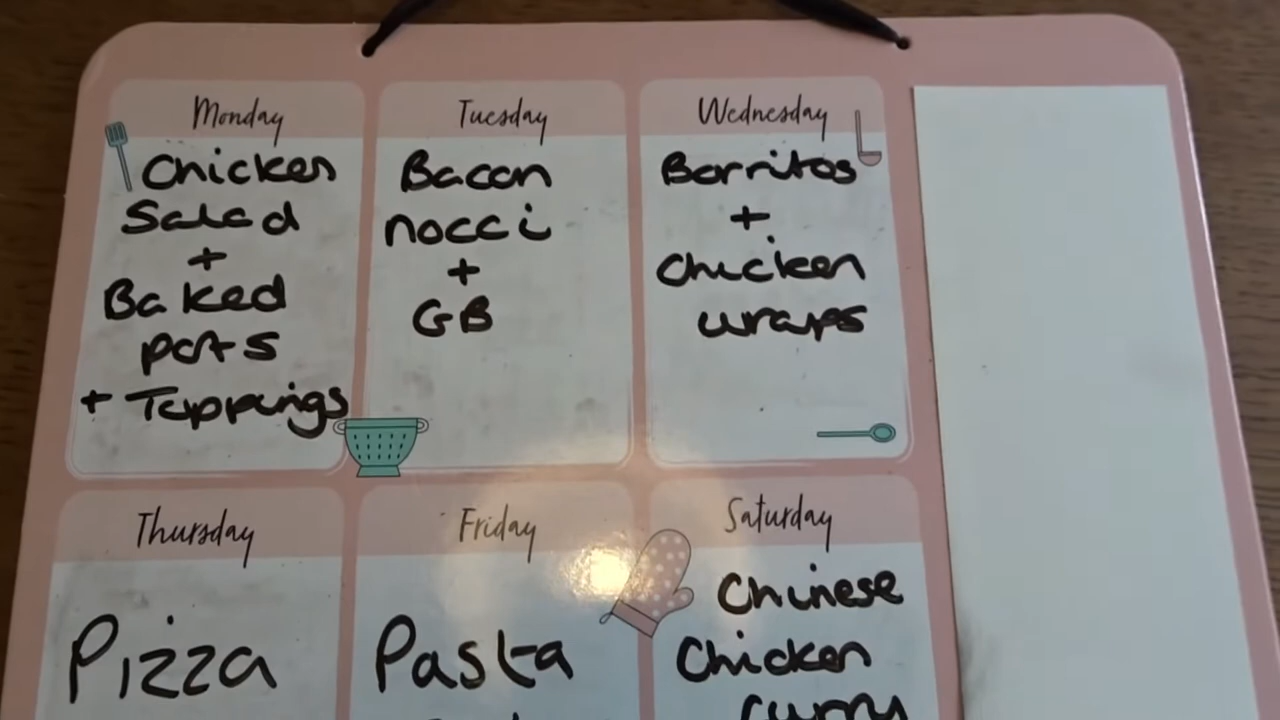 Monday
Chicken
Salad
+
Baked
pots
+ Toppings
Tuesday
Bacon
nocci
+
GB
Wednesday
Borritos
+
Chicken
wraps
Thursday
Pizza
Friday
Pasta
Saturday
Chinese
Chicken
curry